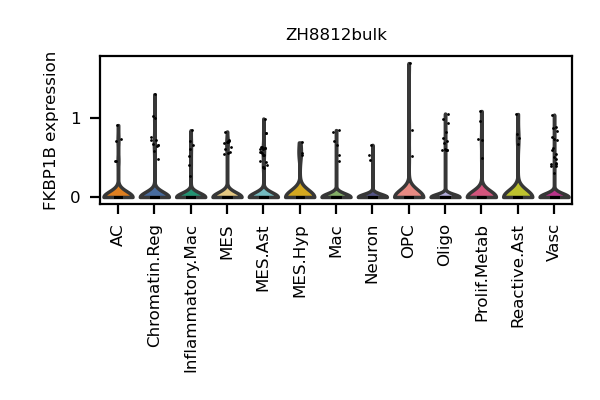 ZH8812bulk
FKBP1B expression
1
0
AC
Chromatin.Reg
Inflammatory.Mac
MES
MES.Ast
MES.Hyp
Mac
Neuron
OPC
Oligo
Prolif.Metab
Reactive.Ast
Vasc